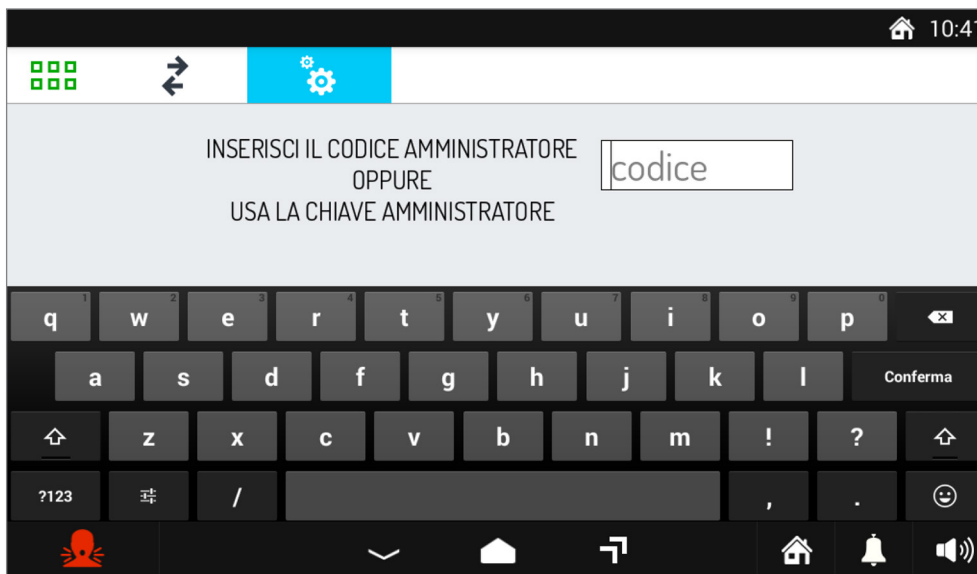 10:41
INSERISCI IL CODICE AMMINISTRATORE
OPPURE
USA LA CHIAVE AMMINISTRATORE
codice
q 1 w 2 e 3 r 4 t 5 y 6 u 7 i 8 o 9 p 0
a s d f g h j k l Conferma
z x c v b n m ! ?
?123 / , .